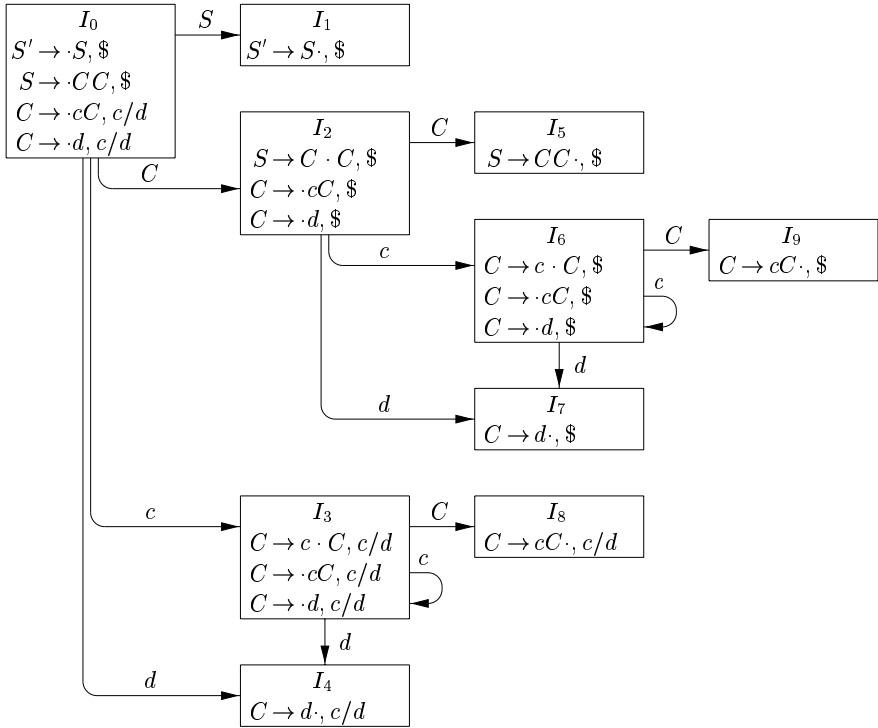 I₀
S′ → ·S, $
S → ·CC, $
C → ·cC, c/d
C → ·d, c/d
S
I₁
S′ → S·, $
C
I₂
S → C · C, $
C → ·cC, $
C → ·d, $
C
I₅
S → CC·, $
c
I₆
C → c · C, $
C → ·cC, $
C → ·d, $
C
I₉
C → cC·, $
c
d
d
I₇
C → d·, $
c
I₃
C → c · C, c/d
C → ·cC, c/d
C → ·d, c/d
C
I₈
C → cC·, c/d
c
d
d
I₄
C → d·, c/d